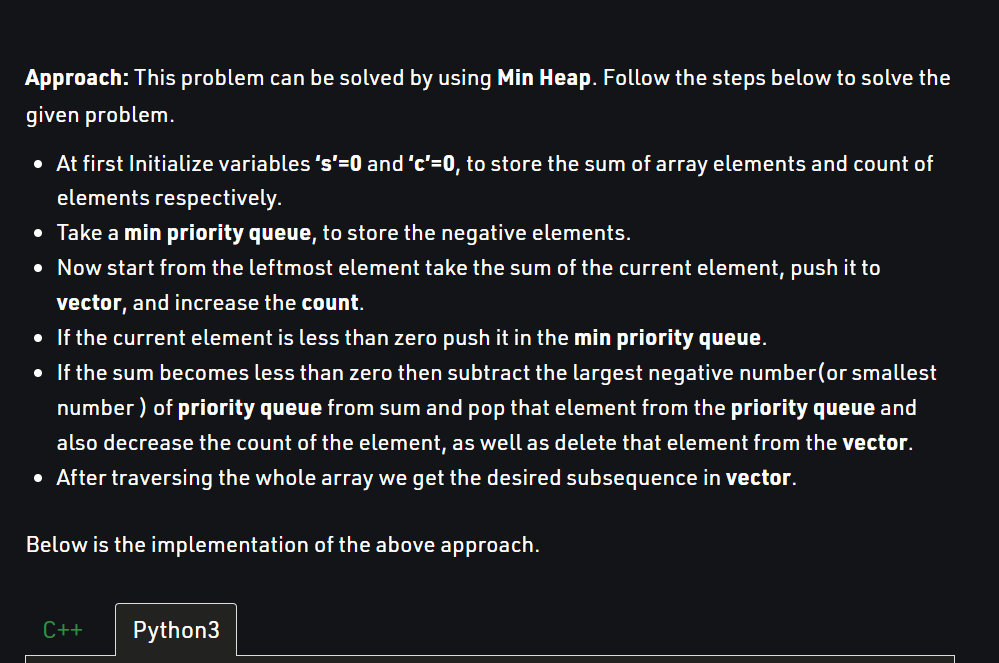 Approach: This problem can be solved by using Min Heap. Follow the steps below to solve the
given problem.
• At first Initialize variables ‘s’=0 and ‘c’=0, to store the sum of array elements and count of
elements respectively.
• Take a min priority queue, to store the negative elements.
• Now start from the leftmost element take the sum of the current element, push it to
vector, and increase the count.
• If the current element is less than zero push it in the min priority queue.
• If the sum becomes less than zero then subtract the largest negative number(or smallest
number ) of priority queue from sum and pop that element from the priority queue and
also decrease the count of the element, as well as delete that element from the vector.
• After traversing the whole array we get the desired subsequence in vector.
Below is the implementation of the above approach.
C++ Python3